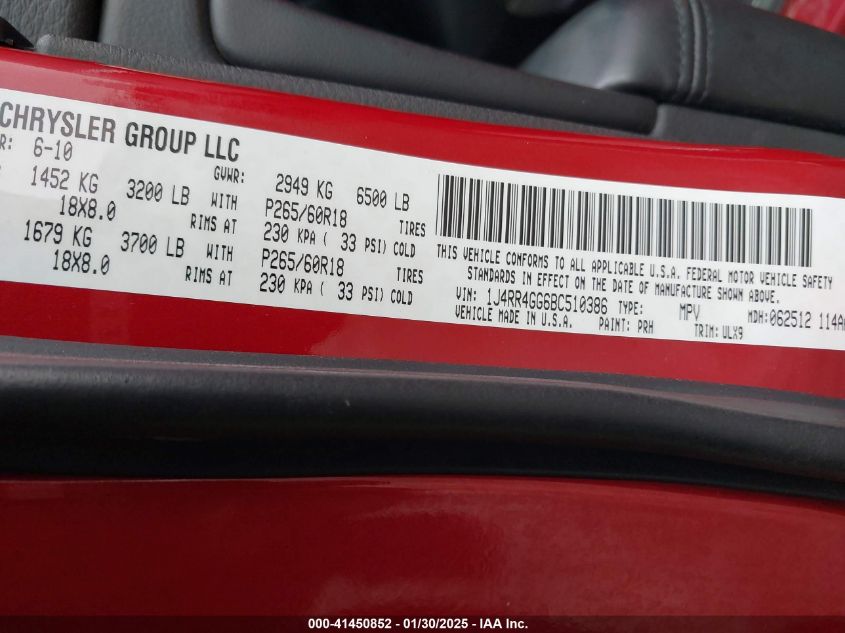 CHRYSLER GROUP LLC
R: 6-10 GVWR: 2949 KG 6500 LB
1452 KG 3200 LB WITH P265/60R18 TIRES
18X8.0 RIMS AT 230 KPA ( 33 PSI) COLD
1679 KG 3700 LB WITH P265/60R18 TIRES
18X8.0 RIMS AT 230 KPA ( 33 PSI) COLD
THIS VEHICLE CONFORMS TO ALL APPLICABLE U.S.A. FEDERAL MOTOR VEHICLE SAFETY
STANDARDS IN EFFECT ON THE DATE OF MANUFACTURE SHOWN ABOVE.
VIN: 1J4RR4GG6BC510386 TYPE: MPV MDH:062512 114A
VEHICLE MADE IN U.S.A. PAINT: PRH TRIM: ULX9
000-41450852 - 01/30/2025 - IAA Inc.